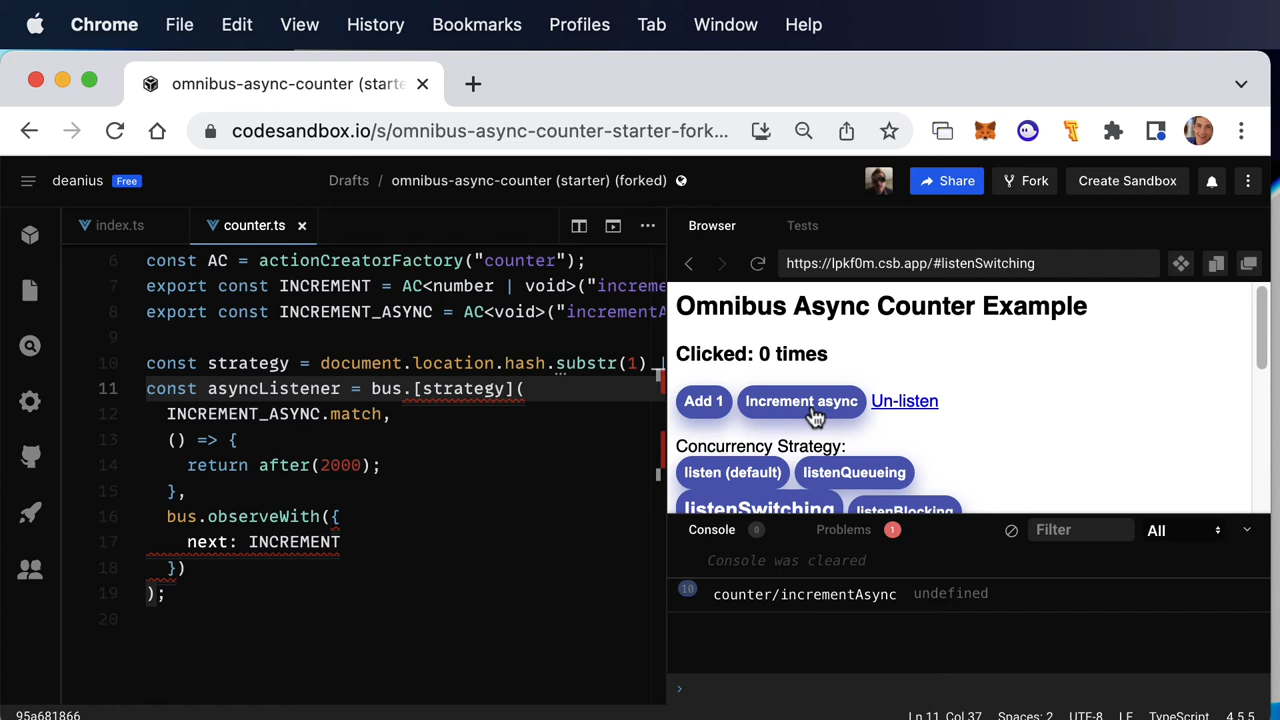 Chrome File Edit View History Bookmarks Profiles Tab Window Help
omnibus-async-counter (starte
codesandbox.io/s/omnibus-async-counter-starter-fork...
deanius Free Drafts / omnibus-async-counter (starter) (forked) Share Fork Create Sandbox
index.ts counter.ts
6 const AC = actionCreatorFactory("counter");
7 export const INCREMENT = AC<number | void>("increme
8 export const INCREMENT_ASYNC = AC<void>("incrementA
9
10 const strategy = document.location.hash.substr(1)
11 const asyncListener = bus.[strategy](
12 INCREMENT_ASYNC.match,
13 () => {
14 return after(2000);
15 },
16 bus.observeWith({
17 next: INCREMENT
18 })
19 );
20
95a681866
Browser Tests
https://lpkf0m.csb.app/#listenSwitching
Omnibus Async Counter Example
Clicked: 0 times
Add 1 Increment async Un-listen
Concurrency Strategy:
listen (default) listenQueueing
listenSwitching listenBlocking
Console 0 Problems 1 Filter All
Console was cleared
10 counter/incrementAsync undefined
›
Ln 11, Col 37 Spaces: 2 UTF-8 LF TypeScript 4.5.5